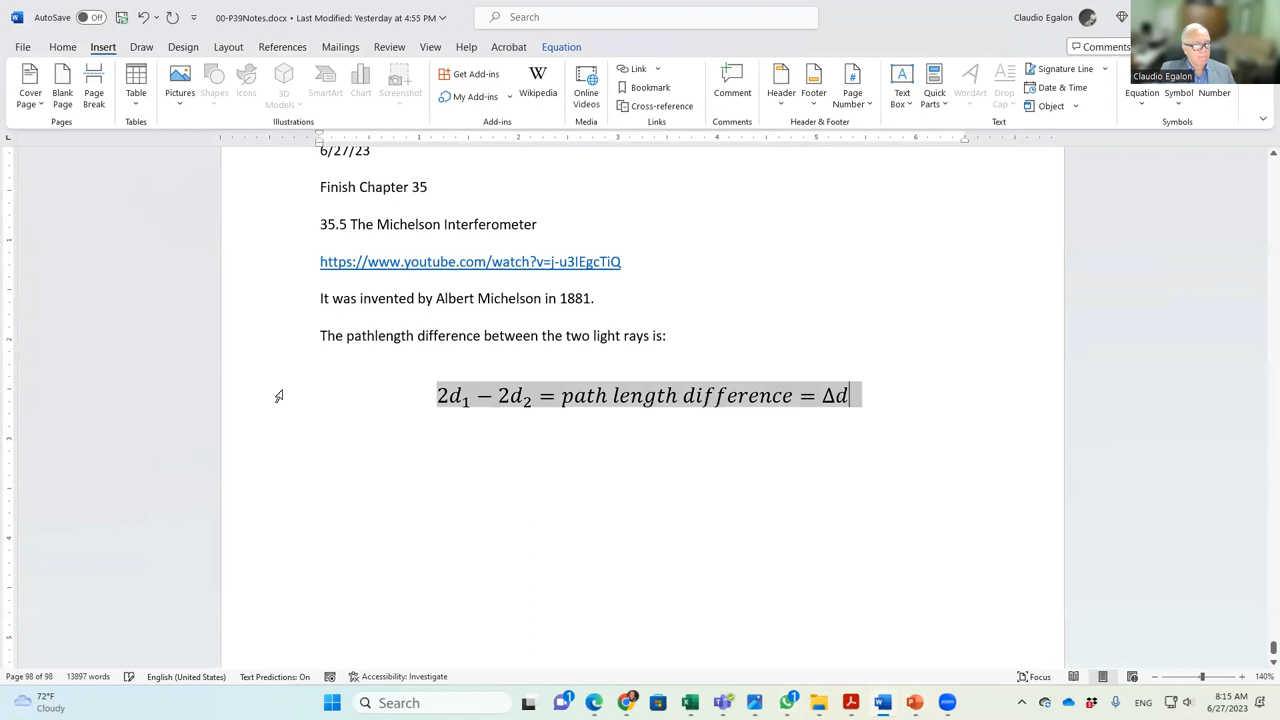 AutoSave Off 00-P39Notes.docx • Last Modified: Yesterday at 4:55 PM Search Claudio Egalon
File Home Insert Draw Design Layout References Mailings Review View Help Acrobat Equation Comments
Claudio Egalon
Cover Page Blank Page Page Break Table Pictures Shapes Icons 3D Models SmartArt Chart Screenshot Get Add-ins My Add-ins Wikipedia Online Videos Link Bookmark Cross-reference Comment Header Footer Page Number Text Box Quick Parts WordArt Drop Cap Signature Line Date & Time Object Equation Symbol Number
Pages Tables Illustrations Add-ins Media Links Comments Header & Footer Text Symbols
6/27/23
Finish Chapter 35
35.5 The Michelson Interferometer
https://www.youtube.com/watch?v=j-u3IEgcTiQ
It was invented by Albert Michelson in 1881.
The pathlength difference between the two light rays is:
2d₁ − 2d₂ = path length difference = Δd
Page 98 of 98 13897 words English (United States) Text Predictions: On Accessibility: Investigate Focus 140%
72°F
Cloudy
Search
8:15 AM
6/27/2023